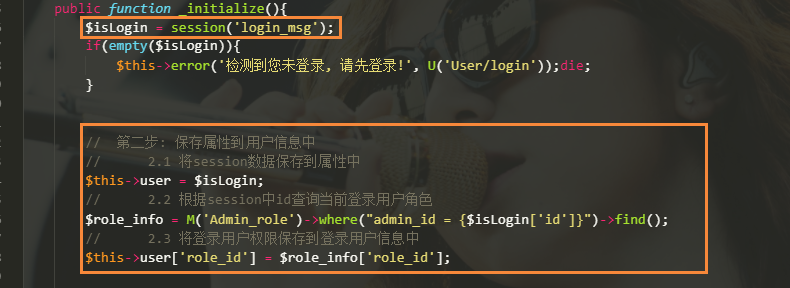 public function _initialize(){
$isLogin = session('login_msg');
if(empty($isLogin)){
$this->error('检测到您未登录, 请先登录!', U('User/login'));die;
}
// 第二步: 保存属性到用户信息中
// 2.1 将session数据保存到属性中
$this->user = $isLogin;
// 2.2 根据session中id查询当前登录用户角色
$role_info = M('Admin_role')->where("admin_id = {$isLogin['id']}")->find();
// 2.3 将登录用户权限保存到登录用户信息中
$this->user['role_id'] = $role_info['role_id'];